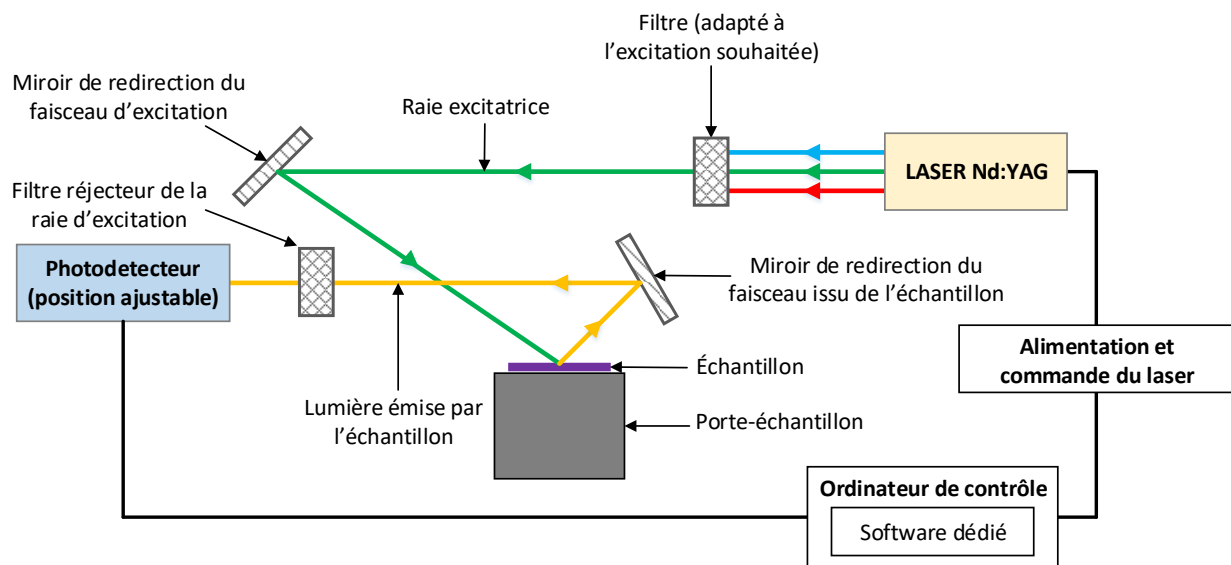 Filtre (adapté à
l’excitation souhaitée)
Miroir de redirection du
faisceau d’excitation
Raie excitatrice
LASER Nd:YAG
Filtre réjecteur de la
raie d’excitation
Photodetecteur
(position ajustable)
Miroir de redirection du
faisceau issu de l’échantillon
Alimentation et
commande du laser
Échantillon
Lumière émise par
l’échantillon
Porte-échantillon
Ordinateur de contrôle
Software dédié